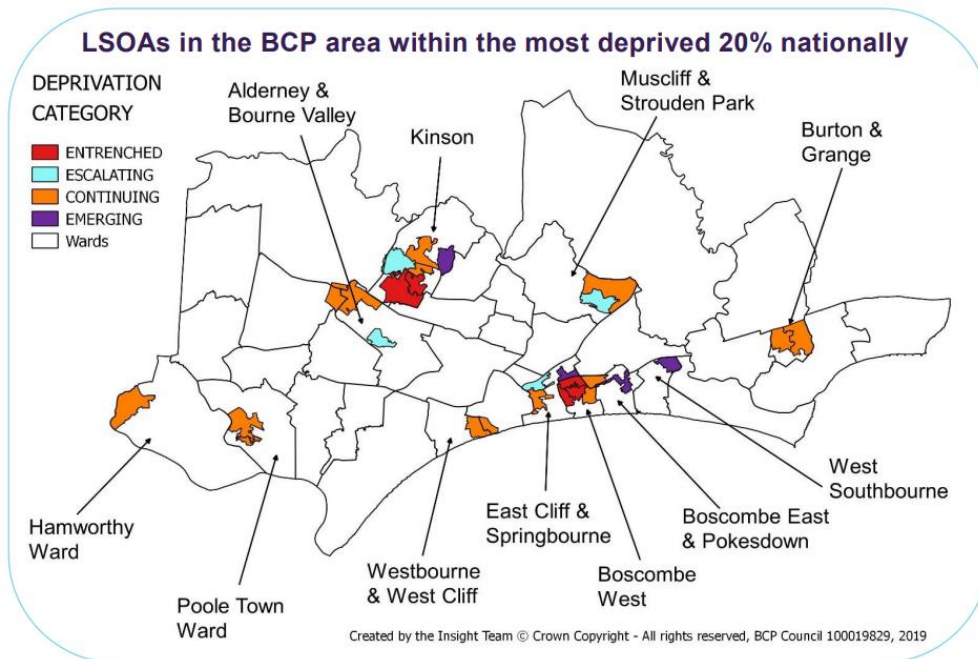 LSOAs in the BCP area within the most deprived 20% nationally
DEPRIVATION
CATEGORY
ENTRENCHED
ESCALATING
CONTINUING
EMERGING
Wards
Alderney &
Bourne Valley
Kinson
Muscliff &
Strouden Park
Burton &
Grange
Hamworthy
Ward
Poole Town
Ward
Westbourne
& West Cliff
East Cliff &
Springbourne
Boscombe
West
Boscombe East
& Pokesdown
West
Southbourne
Created by the Insight Team © Crown Copyright - All rights reserved, BCP Council 100019829, 2019